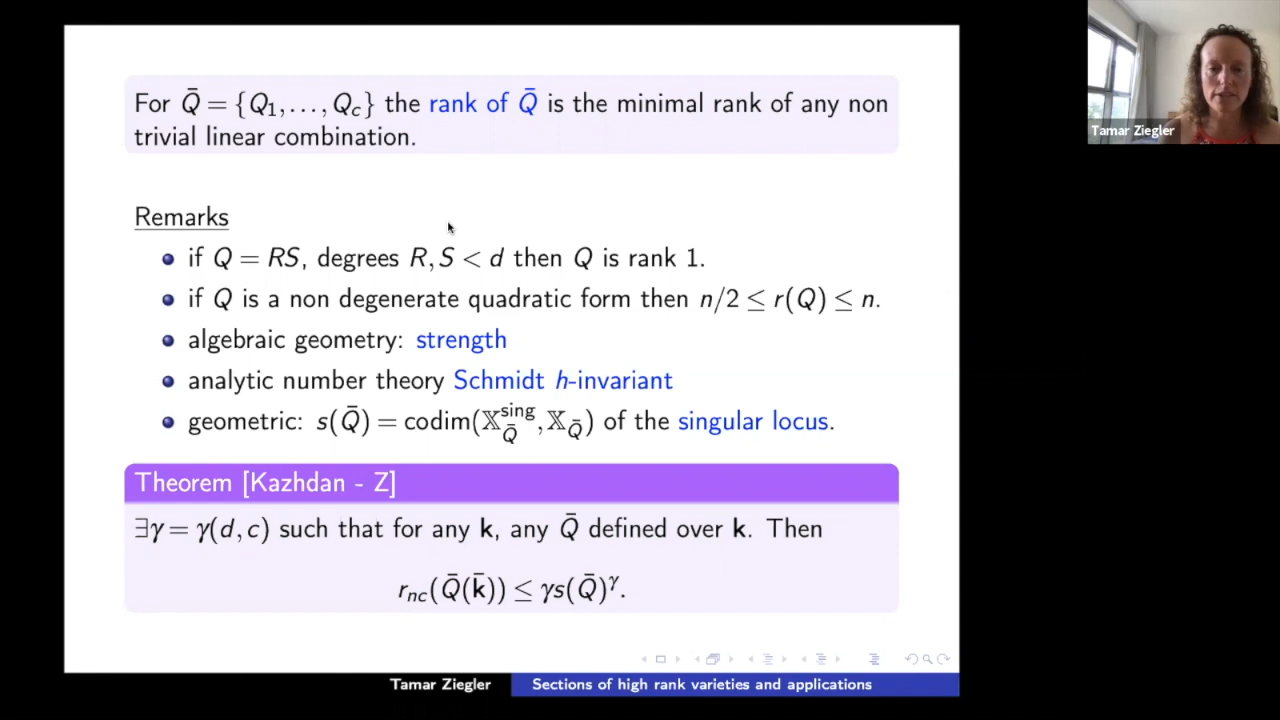 For Q̄ = {Q₁, . . . , Q_c} the rank of Q̄ is the minimal rank of any non
trivial linear combination.
Remarks
if Q = RS, degrees R, S < d then Q is rank 1.
if Q is a non degenerate quadratic form then n/2 ≤ r(Q) ≤ n.
algebraic geometry: strength
analytic number theory Schmidt h-invariant
geometric: s(Q̄) = codim(𝕏_Q̄^sing, 𝕏_Q̄) of the singular locus.
Theorem [Kazhdan - Z]
∃γ = γ(d, c) such that for any k, any Q̄ defined over k. Then
r_nc(Q̄(k̄)) ≤ γs(Q̄)^γ.
Tamar Ziegler
Sections of high rank varieties and applications
Tamar Ziegler